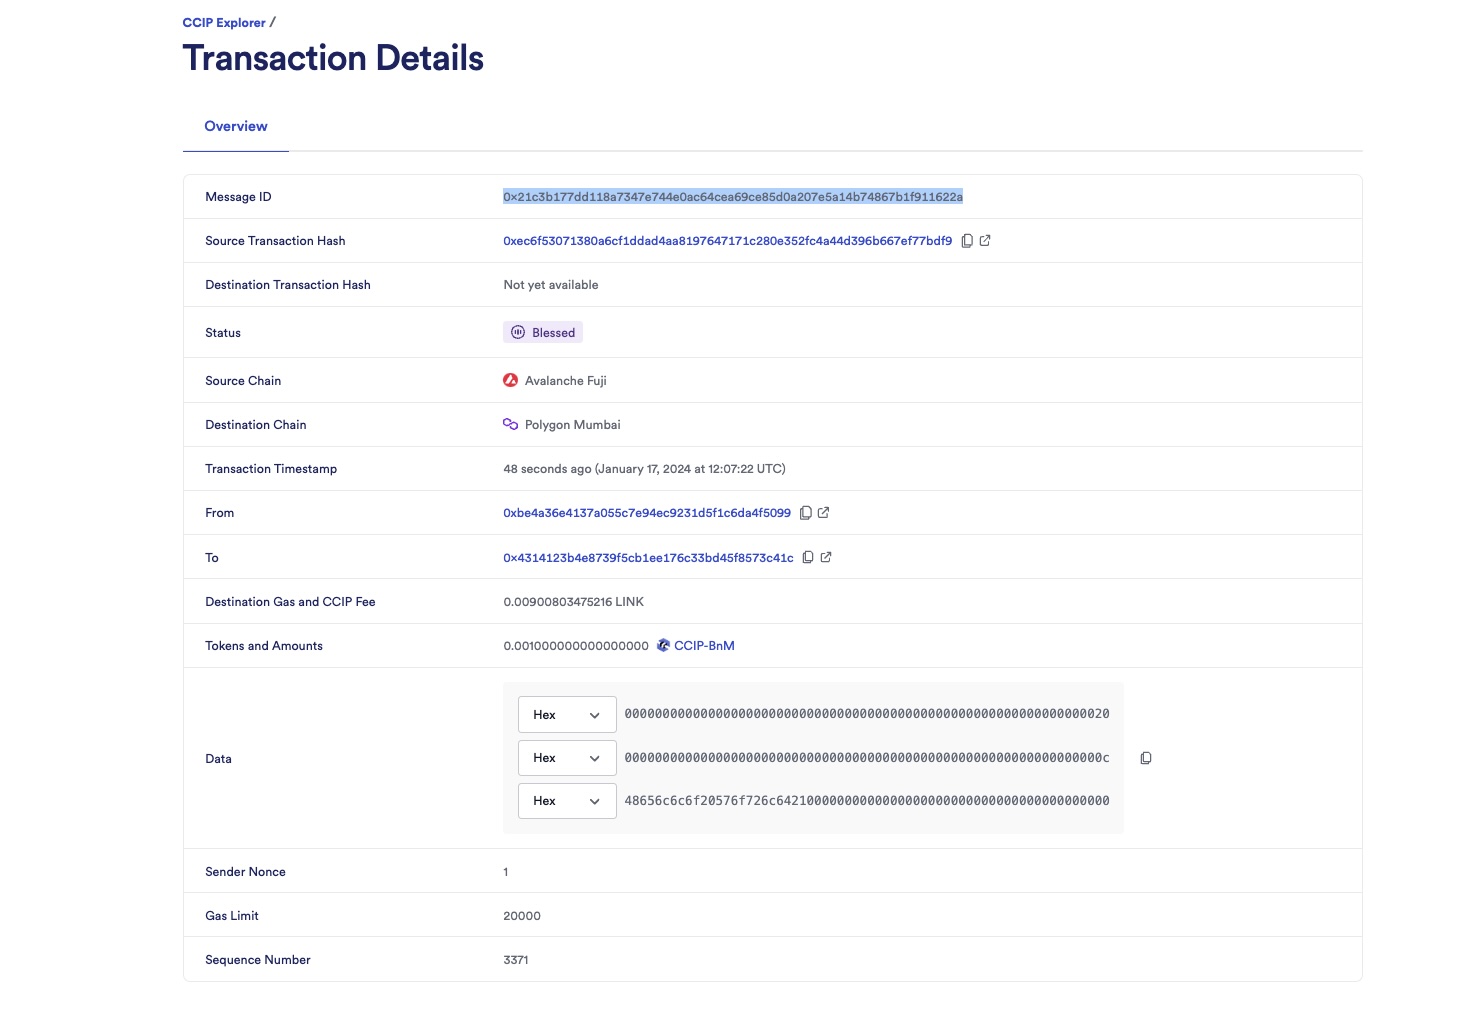 CCIP Explorer /
Transaction Details
Overview
Message ID 0x21c3b177dd118a7347e744e0ac64cea69ce85d0a207e5a14b74867b1f911622a
Source Transaction Hash 0xec6f53071380a6cf1ddad4aa8197647171c280e352fc4a44d396b667ef77bdf9
Destination Transaction Hash Not yet available
Status Blessed
Source Chain Avalanche Fuji
Destination Chain Polygon Mumbai
Transaction Timestamp 48 seconds ago (January 17, 2024 at 12:07:22 UTC)
From 0xbe4a36e4137a055c7e94ec9231d5f1c6da4f5099
To 0x4314123b4e8739f5cb1ee176c33bd45f8573c41c
Destination Gas and CCIP Fee 0.00900803475216 LINK
Tokens and Amounts 0.001000000000000000 CCIP-BnM
Data
Hex 0000000000000000000000000000000000000000000000000000000000000020
Hex 000000000000000000000000000000000000000000000000000000000000000c
Hex 48656c6c6f20576f726c64210000000000000000000000000000000000000000
Sender Nonce 1
Gas Limit 20000
Sequence Number 3371